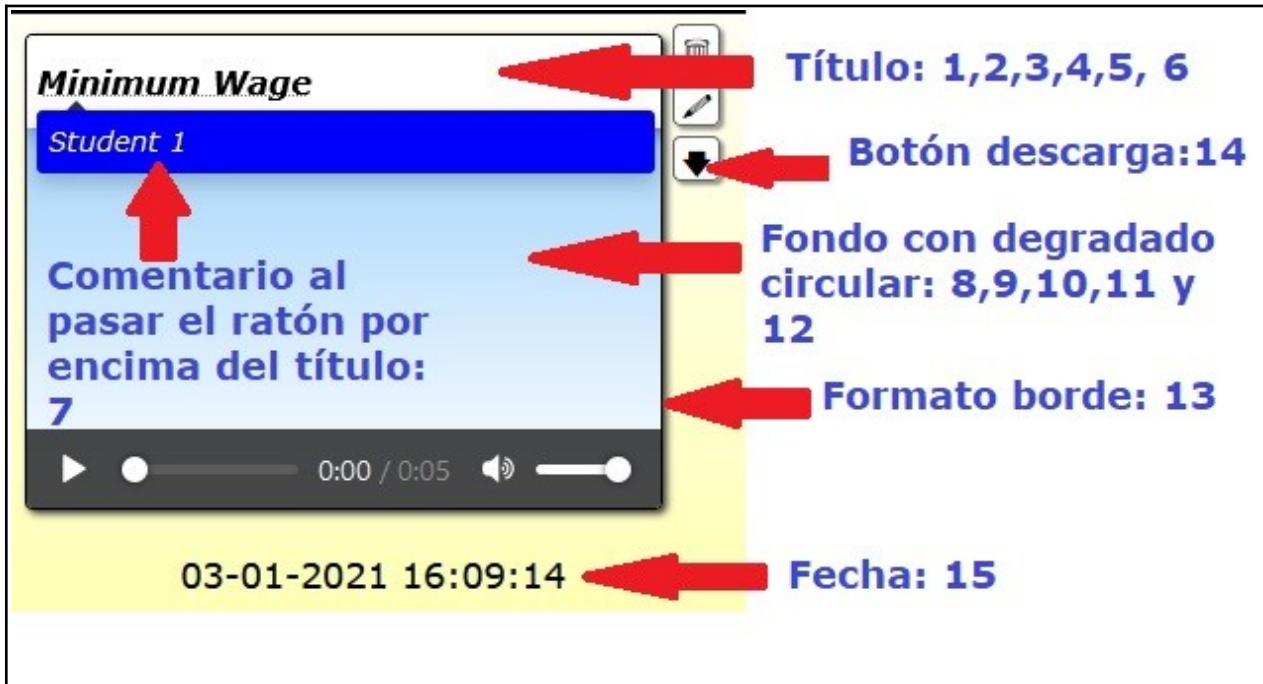 Minimum Wage
Título: 1,2,3,4,5, 6
Student 1
Botón descarga:14
Fondo con degradado
circular: 8,9,10,11 y
12
Comentario al
pasar el ratón por
encima del título:
7
Formato borde: 13
0:00 / 0:05
03-01-2021 16:09:14
Fecha: 15